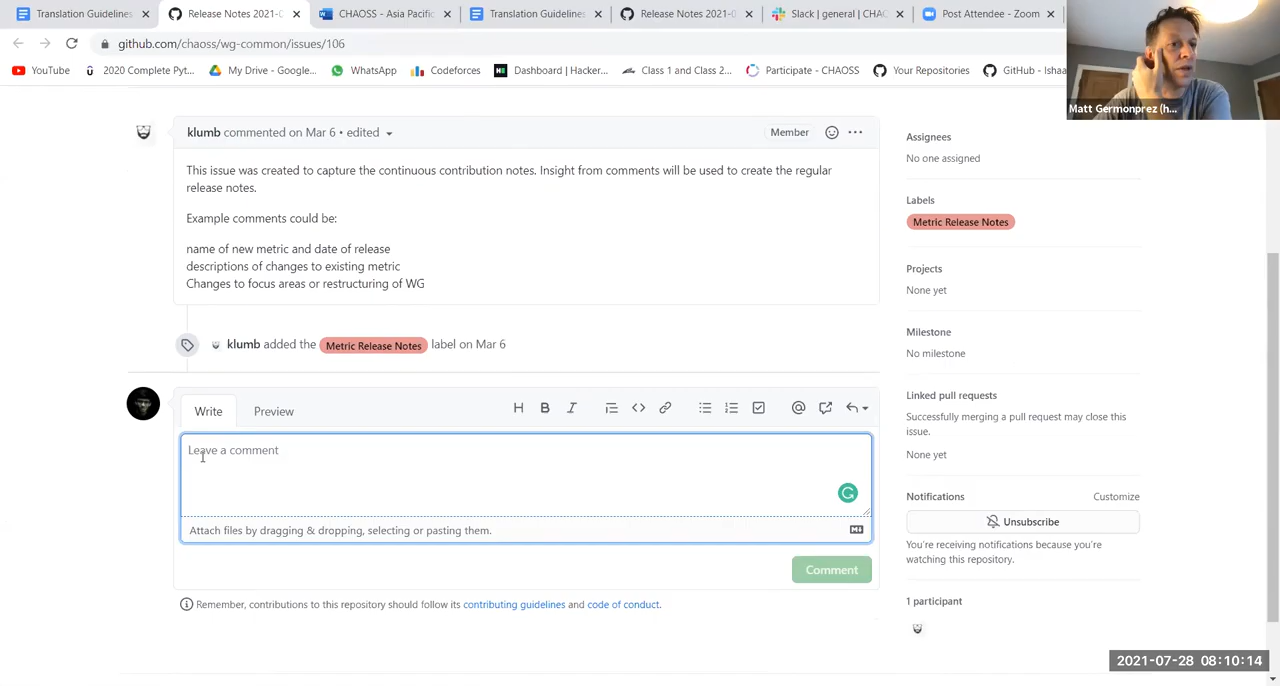 Translation Guidelines
Release Notes 2021-0
CHAOSS - Asia Pacific
Translation Guidelines
Release Notes 2021-0
Slack | general | CHAO
Post Attendee - Zoom
github.com/chaoss/wg-common/issues/106
YouTube
2020 Complete Pyt...
My Drive - Google...
WhatsApp
Codeforces
Dashboard | Hacker...
Class 1 and Class 2...
Participate - CHAOSS
Your Repositories
GitHub - Isha
Matt Germonprez (h...
klumb commented on Mar 6 • edited
Member
This issue was created to capture the continuous contribution notes. Insight from comments will be used to create the regular
release notes.
Example comments could be:
name of new metric and date of release
descriptions of changes to existing metric
Changes to focus areas or restructuring of WG
klumb added the Metric Release Notes label on Mar 6
Write
Preview
Leave a comment
Attach files by dragging & dropping, selecting or pasting them.
Comment
Remember, contributions to this repository should follow its contributing guidelines and code of conduct.
Assignees
No one assigned
Labels
Metric Release Notes
Projects
None yet
Milestone
No milestone
Linked pull requests
Successfully merging a pull request may close this
issue.
None yet
Notifications
Customize
Unsubscribe
You're receiving notifications because you're
watching this repository.
1 participant
2021-07-28 08:10:14